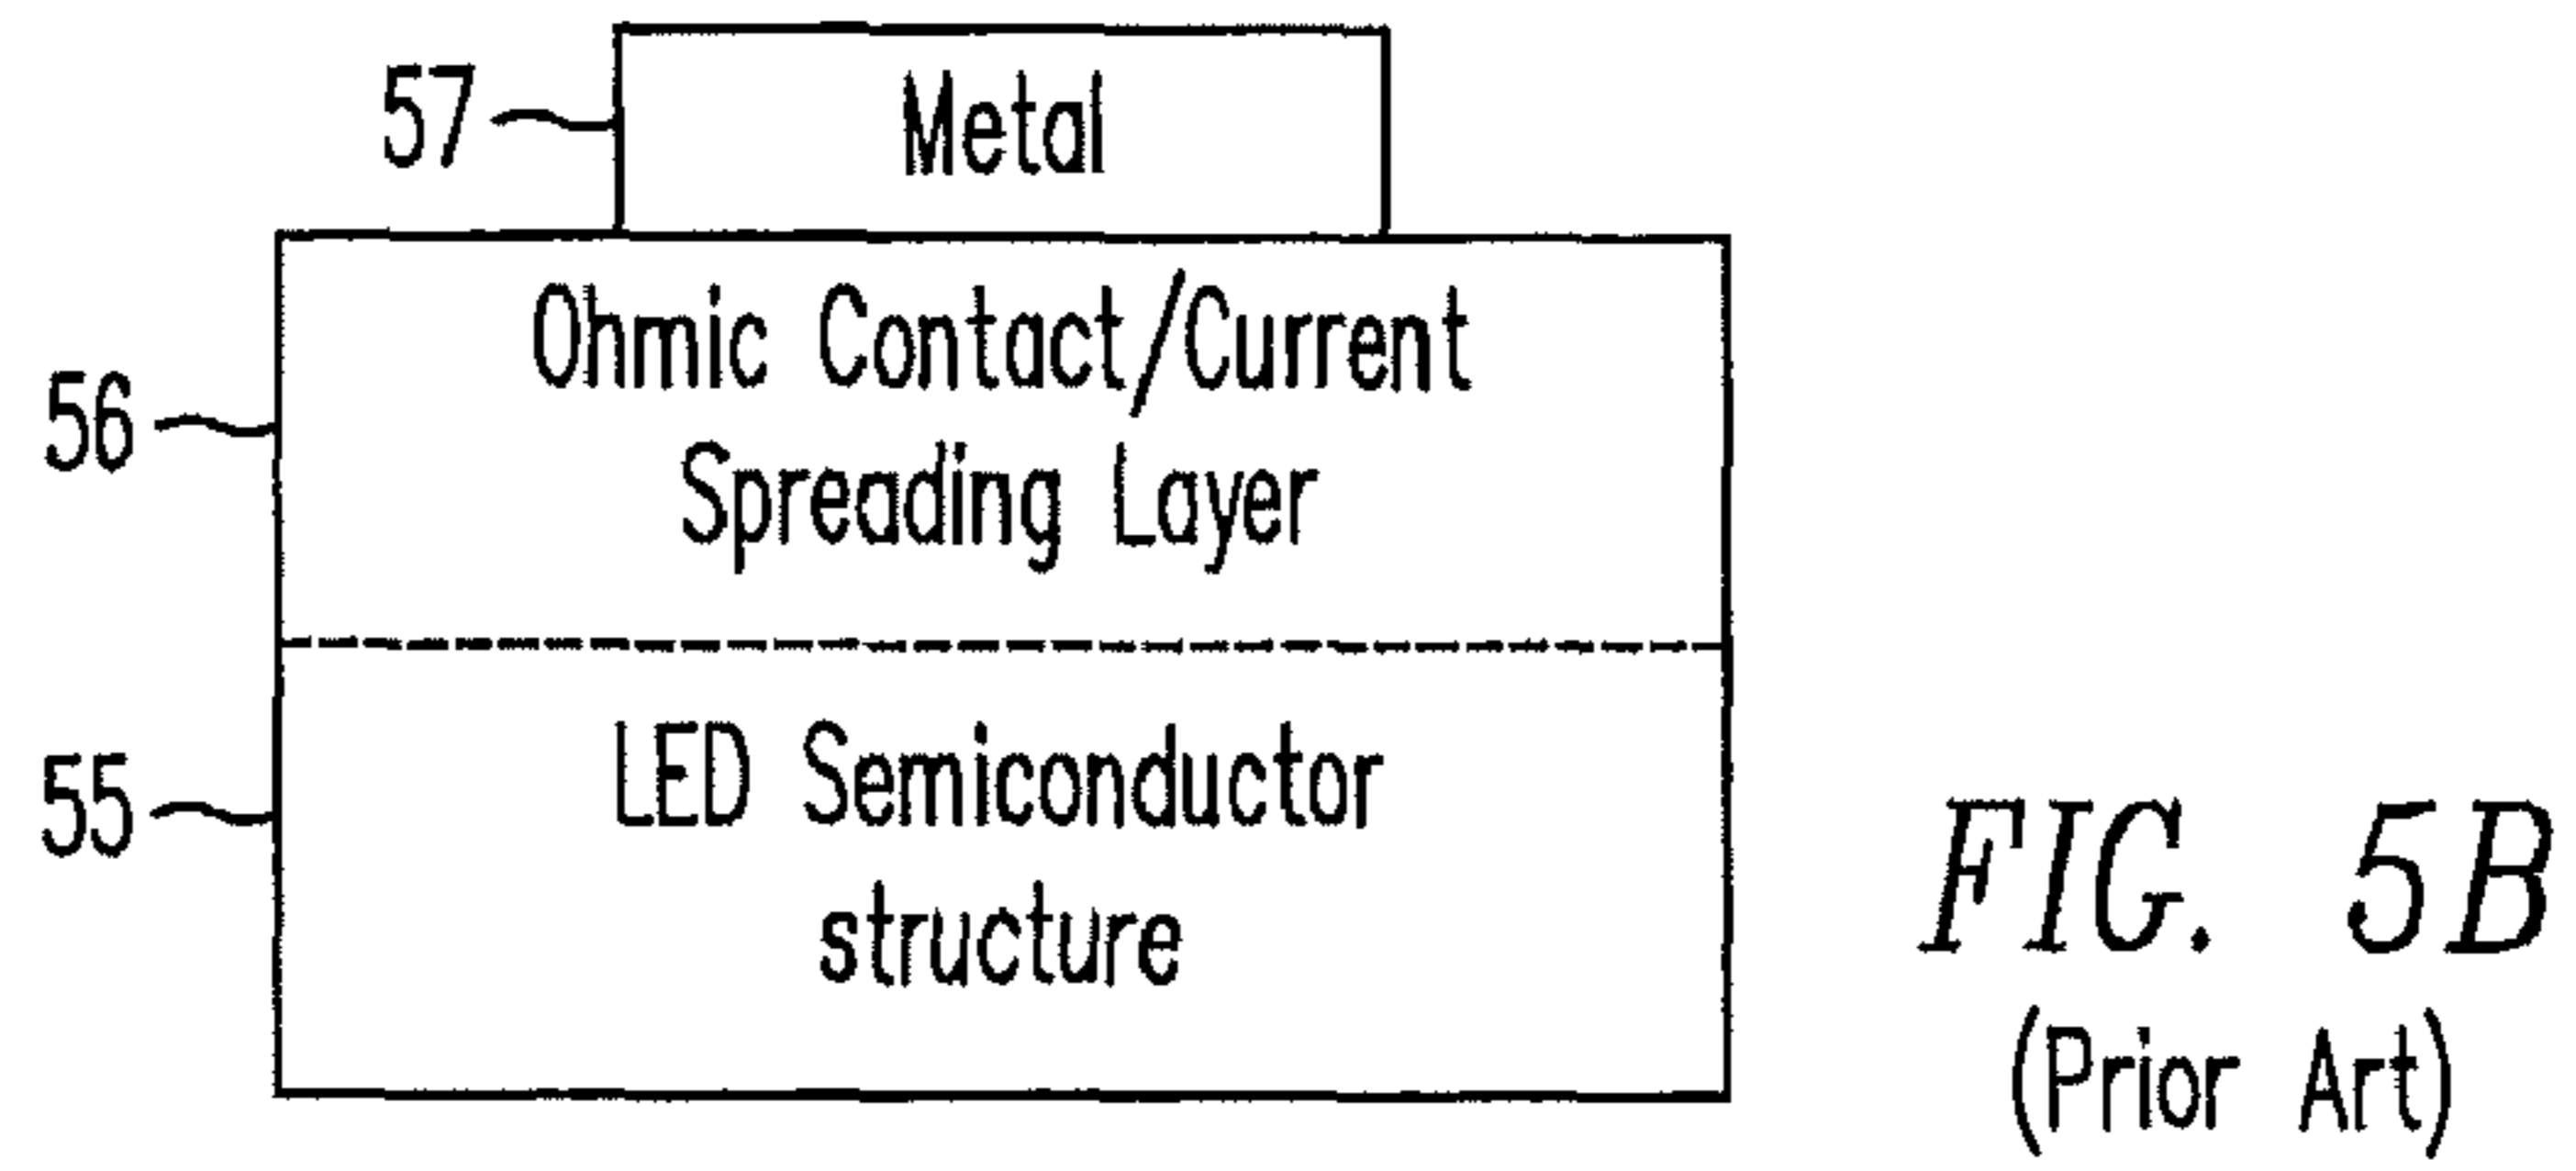 57
Metal
56
Ohmic Contact/Current
Spreading Layer
55
LED Semiconductor
structure
FIG. 5B
(Prior Art)